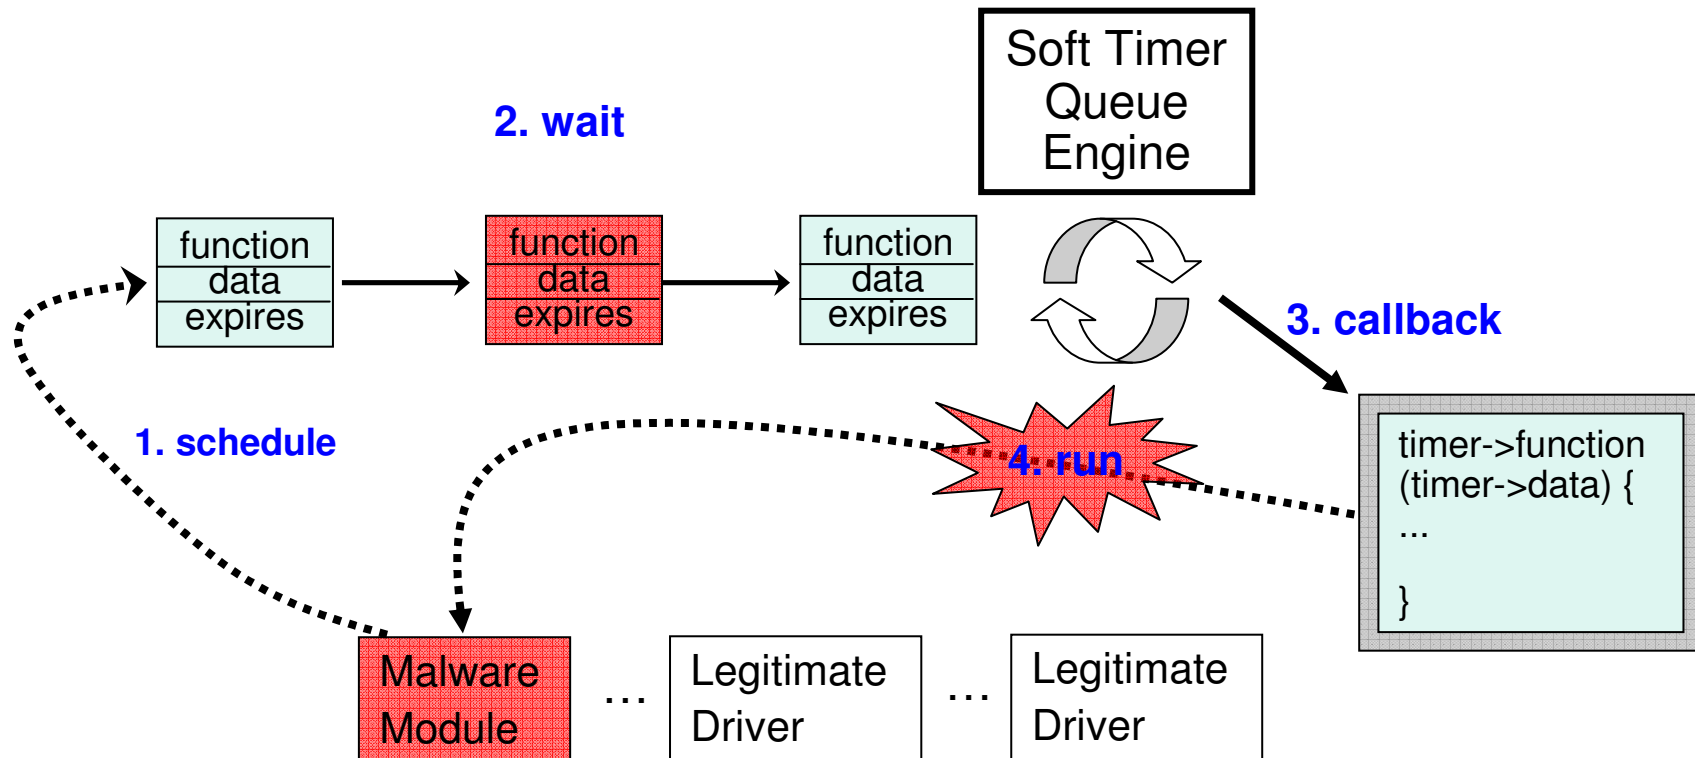 Soft Timer
Queue
Engine
2. wait
function
data
expires
function
data
expires
function
data
expires
3. callback
1. schedule
4. run
timer->function
(timer->data) {
...
}
Malware
Module
...
Legitimate
Driver
...
Legitimate
Driver